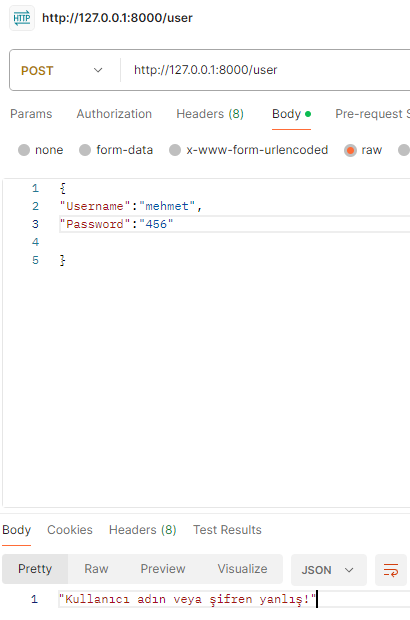 HTTP http://127.0.0.1:8000/user
POST http://127.0.0.1:8000/user
Params Authorization Headers (8) Body Pre-request S
none form-data x-www-form-urlencoded raw
1 {
2 "Username":"mehmet",
3 "Password":"456"
4
5 }
Body Cookies Headers (8) Test Results
Pretty Raw Preview Visualize JSON
1 "Kullanıcı adın veya şifren yanlış!"